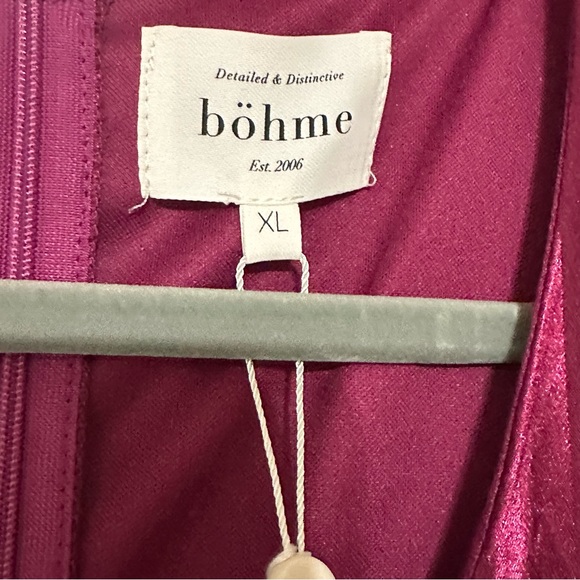 Detailed & Distinctive
böhme
Est. 2006
XL